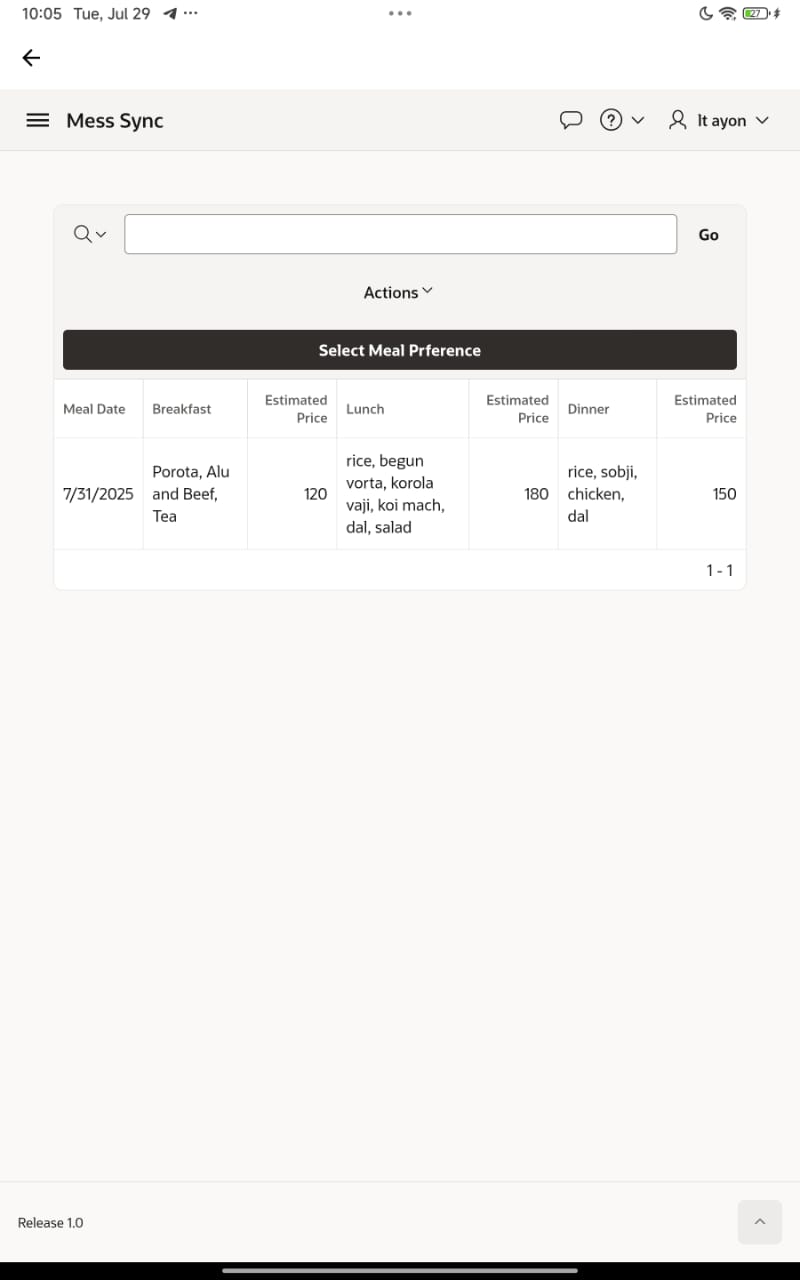 10:05 Tue, Jul 29
27
Mess Sync
It ayon
Go
Actions
Select Meal Prference
Meal Date
Breakfast
Estimated
Price
Lunch
Estimated
Price
Dinner
Estimated
Price
7/31/2025
Porota, Alu
and Beef,
Tea
120
rice, begun
vorta, korola
vaji, koi mach,
dal, salad
180
rice, sobji,
chicken,
dal
150
1 - 1
Release 1.0